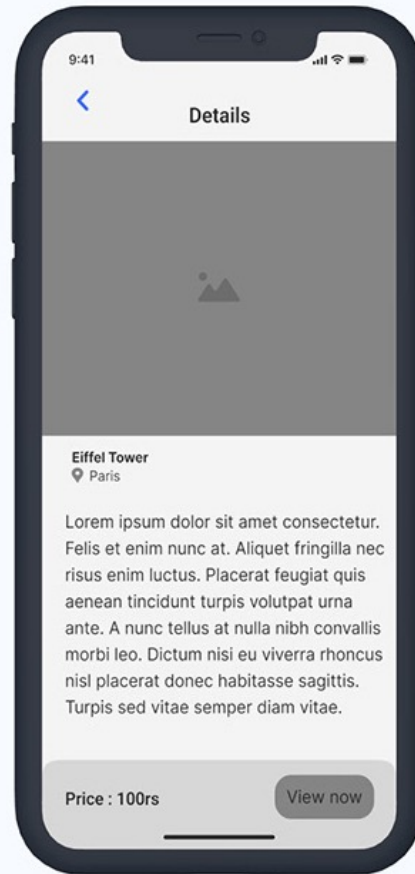 9:41
Details
Eiffel Tower
Paris
Lorem ipsum dolor sit amet consectetur.
Felis et enim nunc at. Aliquet fringilla nec
risus enim luctus. Placerat feugiat quis
aenean tincidunt turpis volutpat urna
ante. A nunc tellus at nulla nibh convallis
morbi leo. Dictum nisi eu viverra rhoncus
nisl placerat donec habitasse sagittis.
Turpis sed vitae semper diam vitae.
Price : 100rs
View now